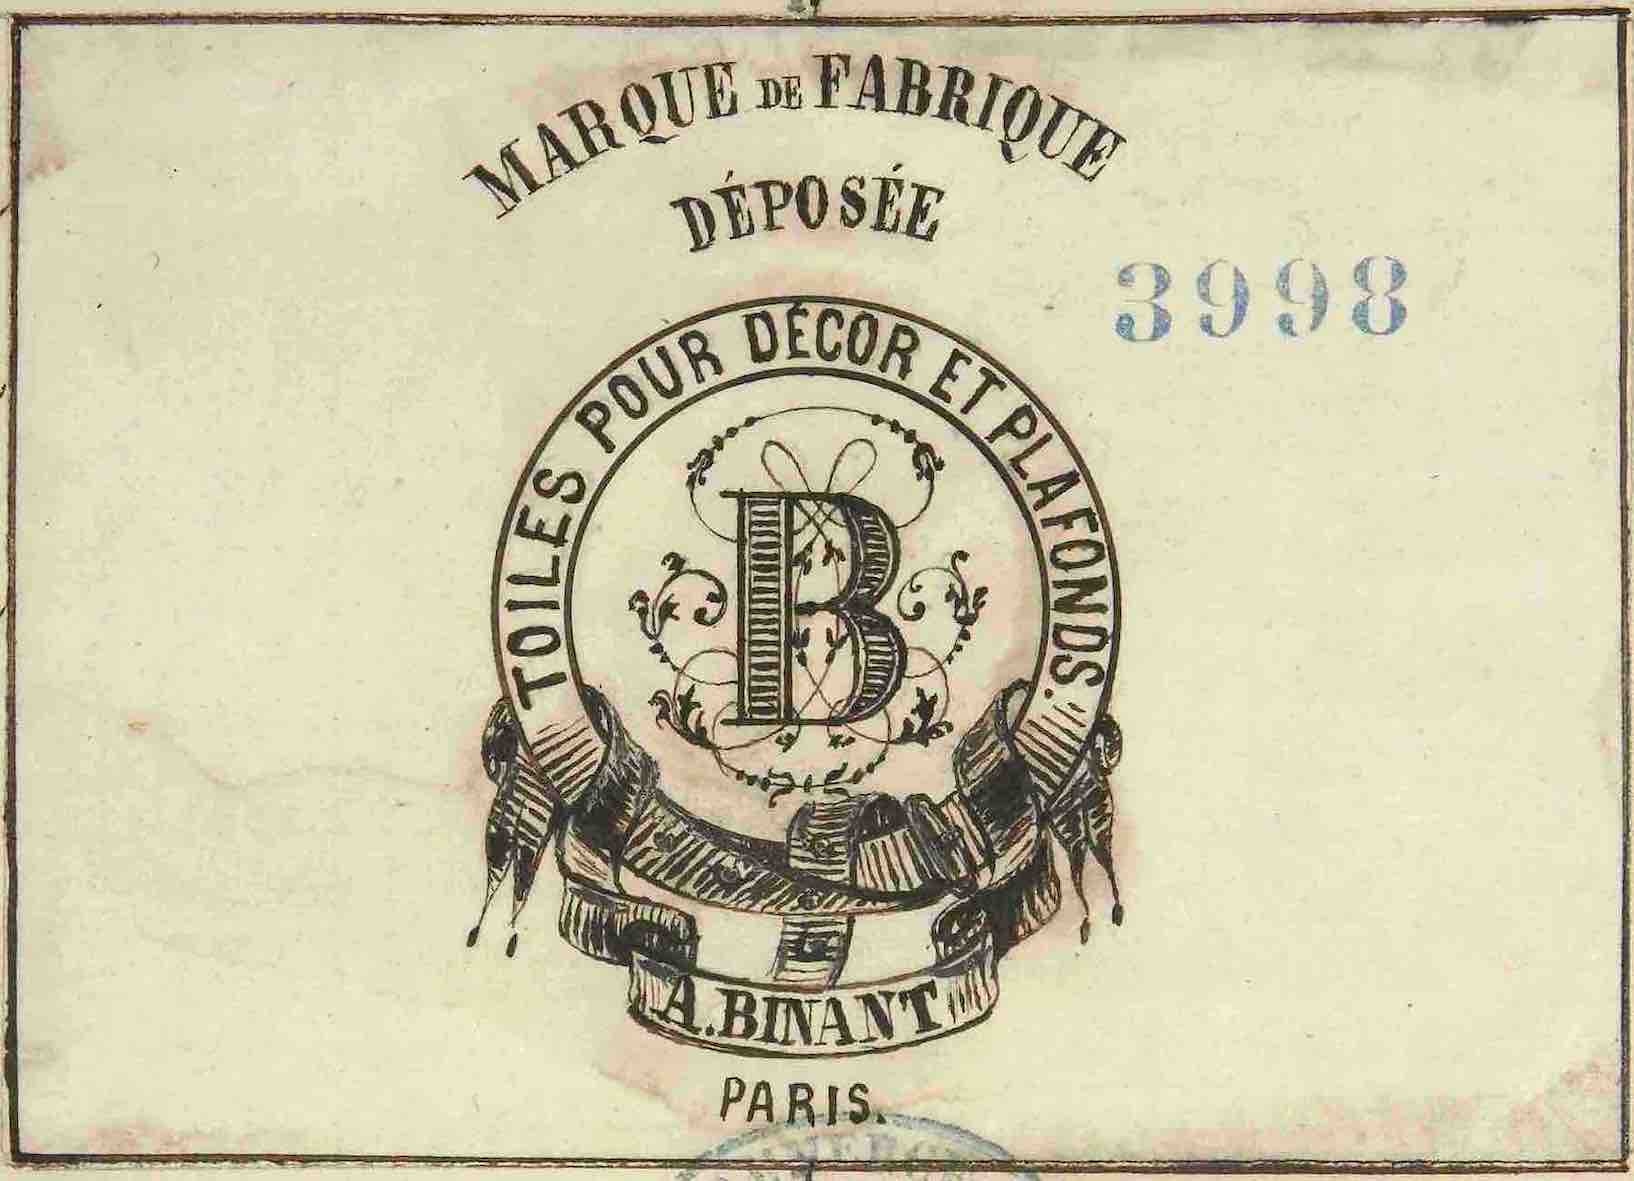 MARQUE DE FABRIQUE
DÉPOSÉE
3998
TOILES POUR DÉCOR ET PLAFONDS.
B
A. BINANT
PARIS.